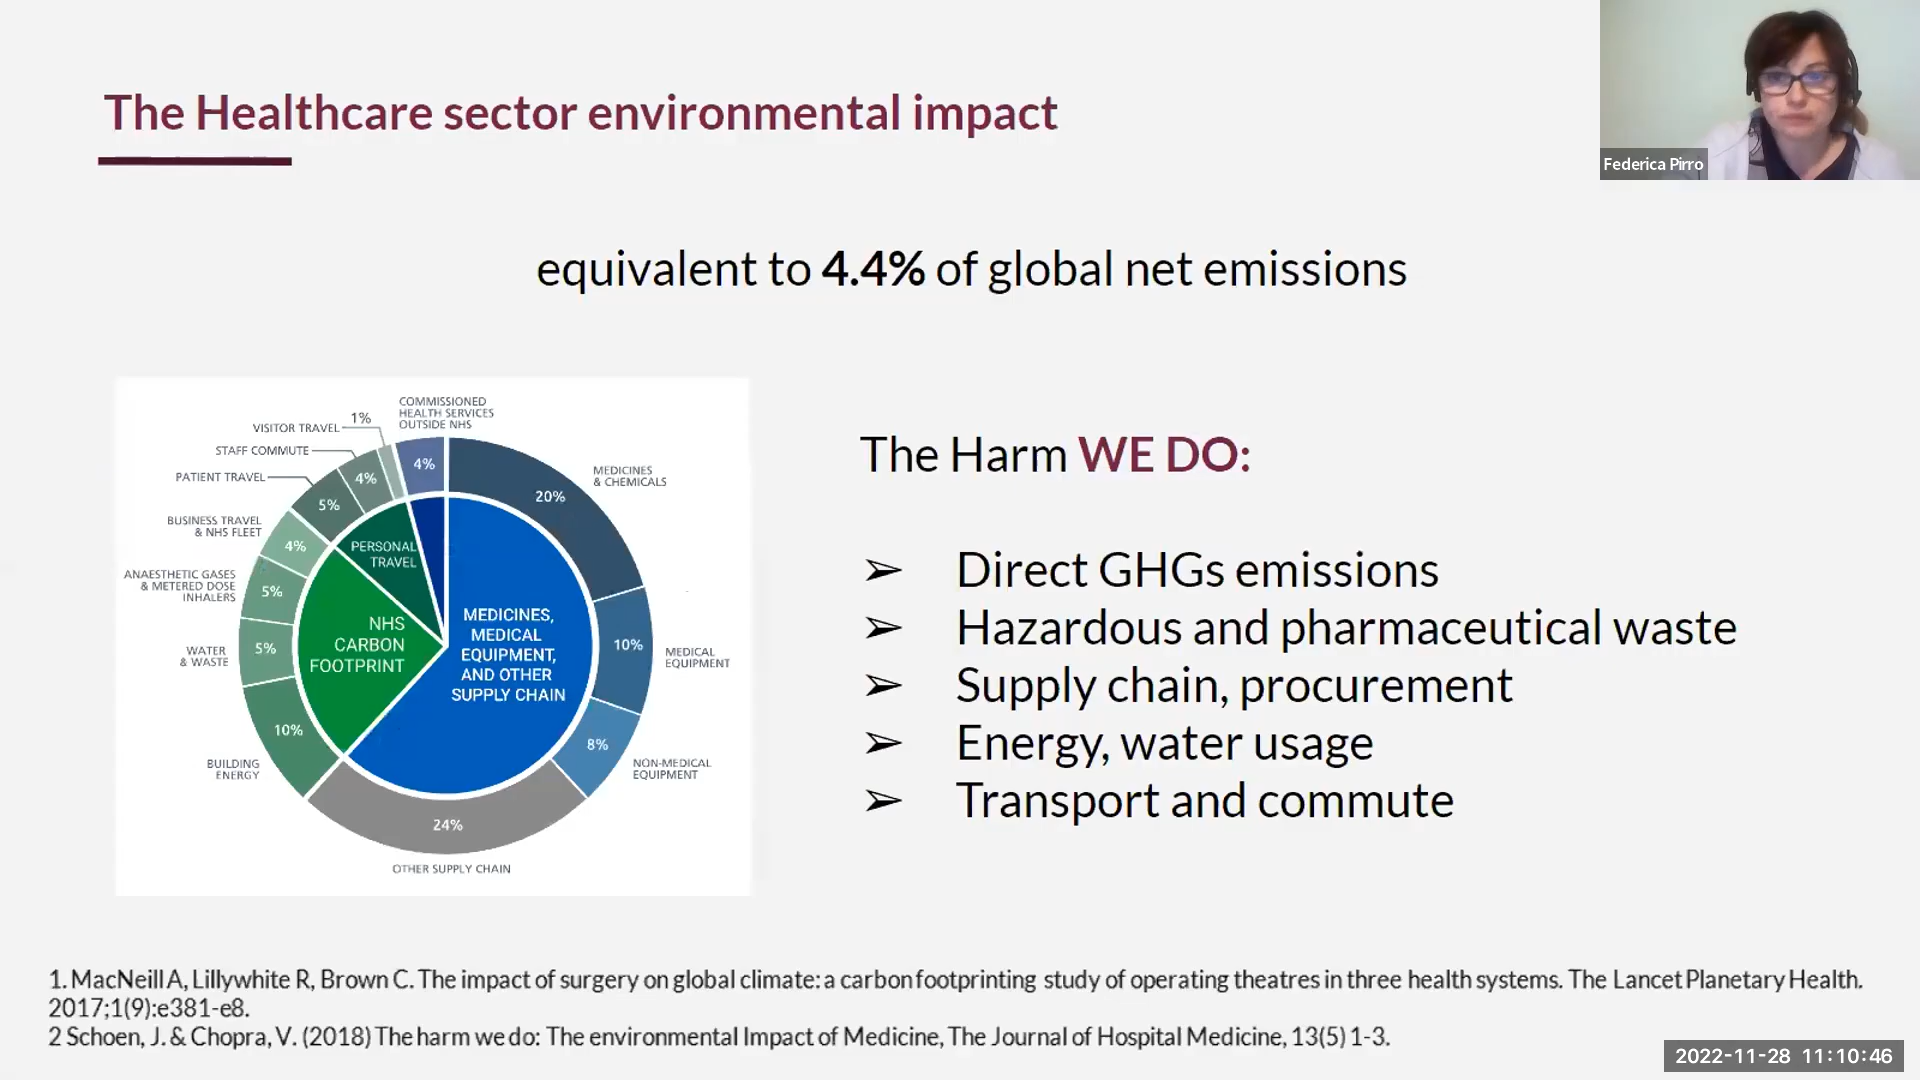 The Healthcare sector environmental impact
Federica Pirro
equivalent to 4.4% of global net emissions
COMMISSIONED
HEALTH SERVICES
OUTSIDE NHS
1%
VISITOR TRAVEL
STAFF COMMUTE
PATIENT TRAVEL
BUSINESS TRAVEL
& NHS FLEET
ANAESTHETIC GASES
& METERED DOSE
INHALERS
WATER
& WASTE
BUILDING
ENERGY
4%
4%
5%
4%
5%
5%
10%
24%
OTHER SUPPLY CHAIN
20%
MEDICINES
& CHEMICALS
10%
MEDICAL
EQUIPMENT
8%
NON-MEDICAL
EQUIPMENT
PERSONAL
TRAVEL
NHS
CARBON
FOOTPRINT
MEDICINES,
MEDICAL
EQUIPMENT,
AND OTHER
SUPPLY CHAIN
The Harm WE DO:
➢ Direct GHGs emissions
➢ Hazardous and pharmaceutical waste
➢ Supply chain, procurement
➢ Energy, water usage
➢ Transport and commute
1. MacNeill A, Lillywhite R, Brown C. The impact of surgery on global climate: a carbon footprinting study of operating theatres in three health systems. The Lancet Planetary Health.
2017;1(9):e381-e8.
2 Schoen, J. & Chopra, V. (2018) The harm we do: The environmental Impact of Medicine, The Journal of Hospital Medicine, 13(5) 1-3.
2022-11-28 11:10:46